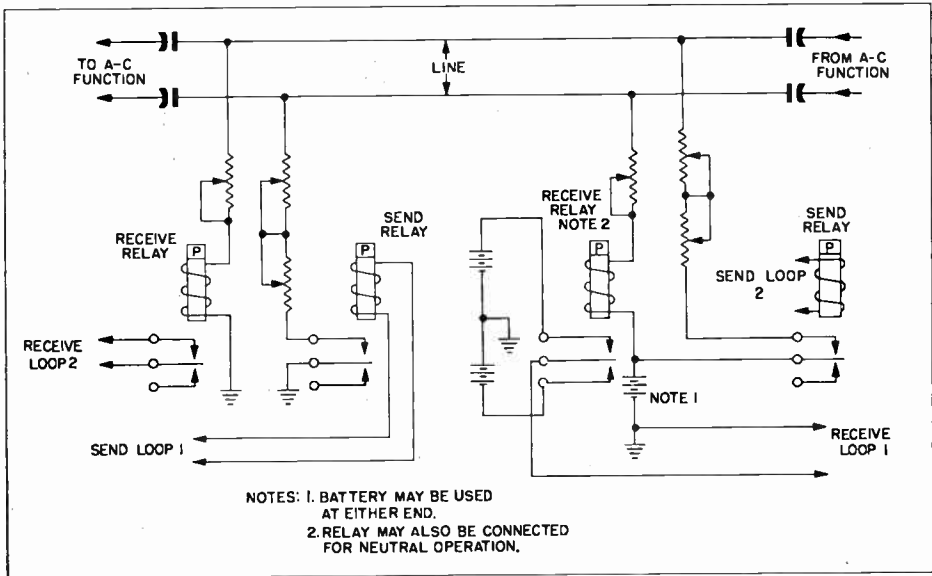 TO A-C
FUNCTION
LINE
FROM A-C
FUNCTION
RECEIVE RELAY
P
SEND
RELAY
P
RECEIVE
RELAY
NOTE 2
P
SEND
RELAY
P
SEND LOOP
2
RECEIVE
LOOP 2
NOTE 1
SEND LOOP 1
RECEIVE
LOOP 1
NOTES: 1. BATTERY MAY BE USED
AT EITHER END.
2. RELAY MAY ALSO BE CONNECTED
FOR NEUTRAL OPERATION.